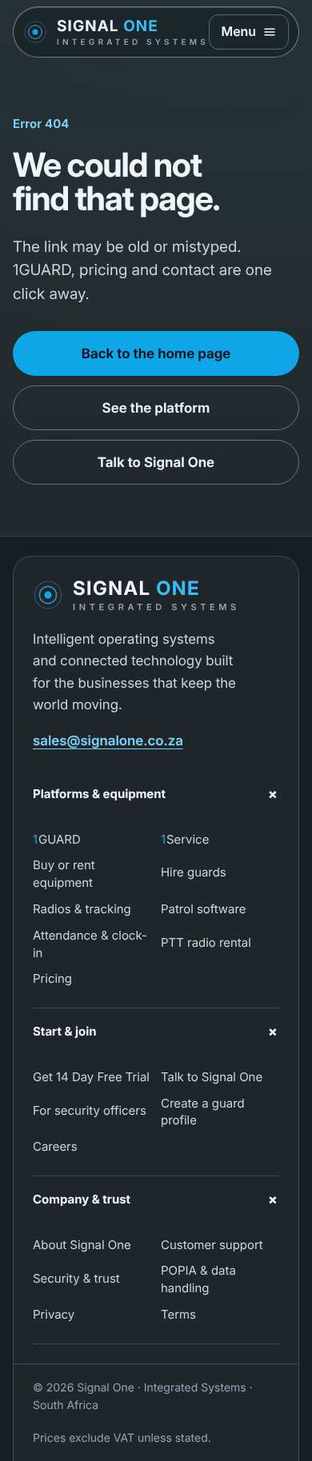 SIGNAL ONE
INTEGRATED SYSTEMS
Menu
Error 404
We could not
find that page.
The link may be old or mistyped.
1GUARD, pricing and contact are one
click away.
Back to the home page
See the platform
Talk to Signal One
SIGNAL ONE
INTEGRATED SYSTEMS
Intelligent operating systems
and connected technology built
for the businesses that keep the
world moving.
sales@signalone.co.za
Platforms & equipment
1GUARD
1Service
Buy or rent
equipment
Hire guards
Radios & tracking
Patrol software
Attendance & clock-
in
PTT radio rental
Pricing
Start & join
Get 14 Day Free Trial
Talk to Signal One
For security officers
Create a guard
profile
Careers
Company & trust
About Signal One
Customer support
Security & trust
POPIA & data
handling
Privacy
Terms
© 2026 Signal One · Integrated Systems ·
South Africa
Prices exclude VAT unless stated.